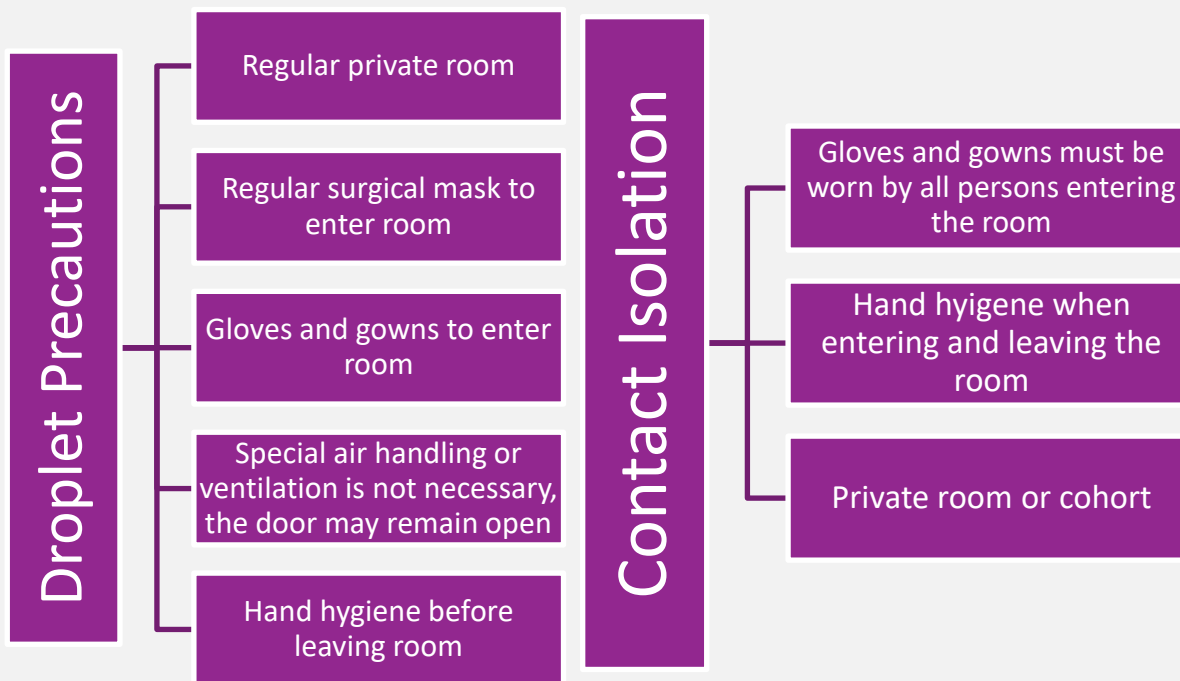 Droplet Precautions
Regular private room
Regular surgical mask to
enter room
Gloves and gowns to enter
room
Special air handling or
ventilation is not necessary,
the door may remain open
Hand hygiene before
leaving room
Contact Isolation
Gloves and gowns must be
worn by all persons entering
the room
Hand hyigene when
entering and leaving the
room
Private room or cohort